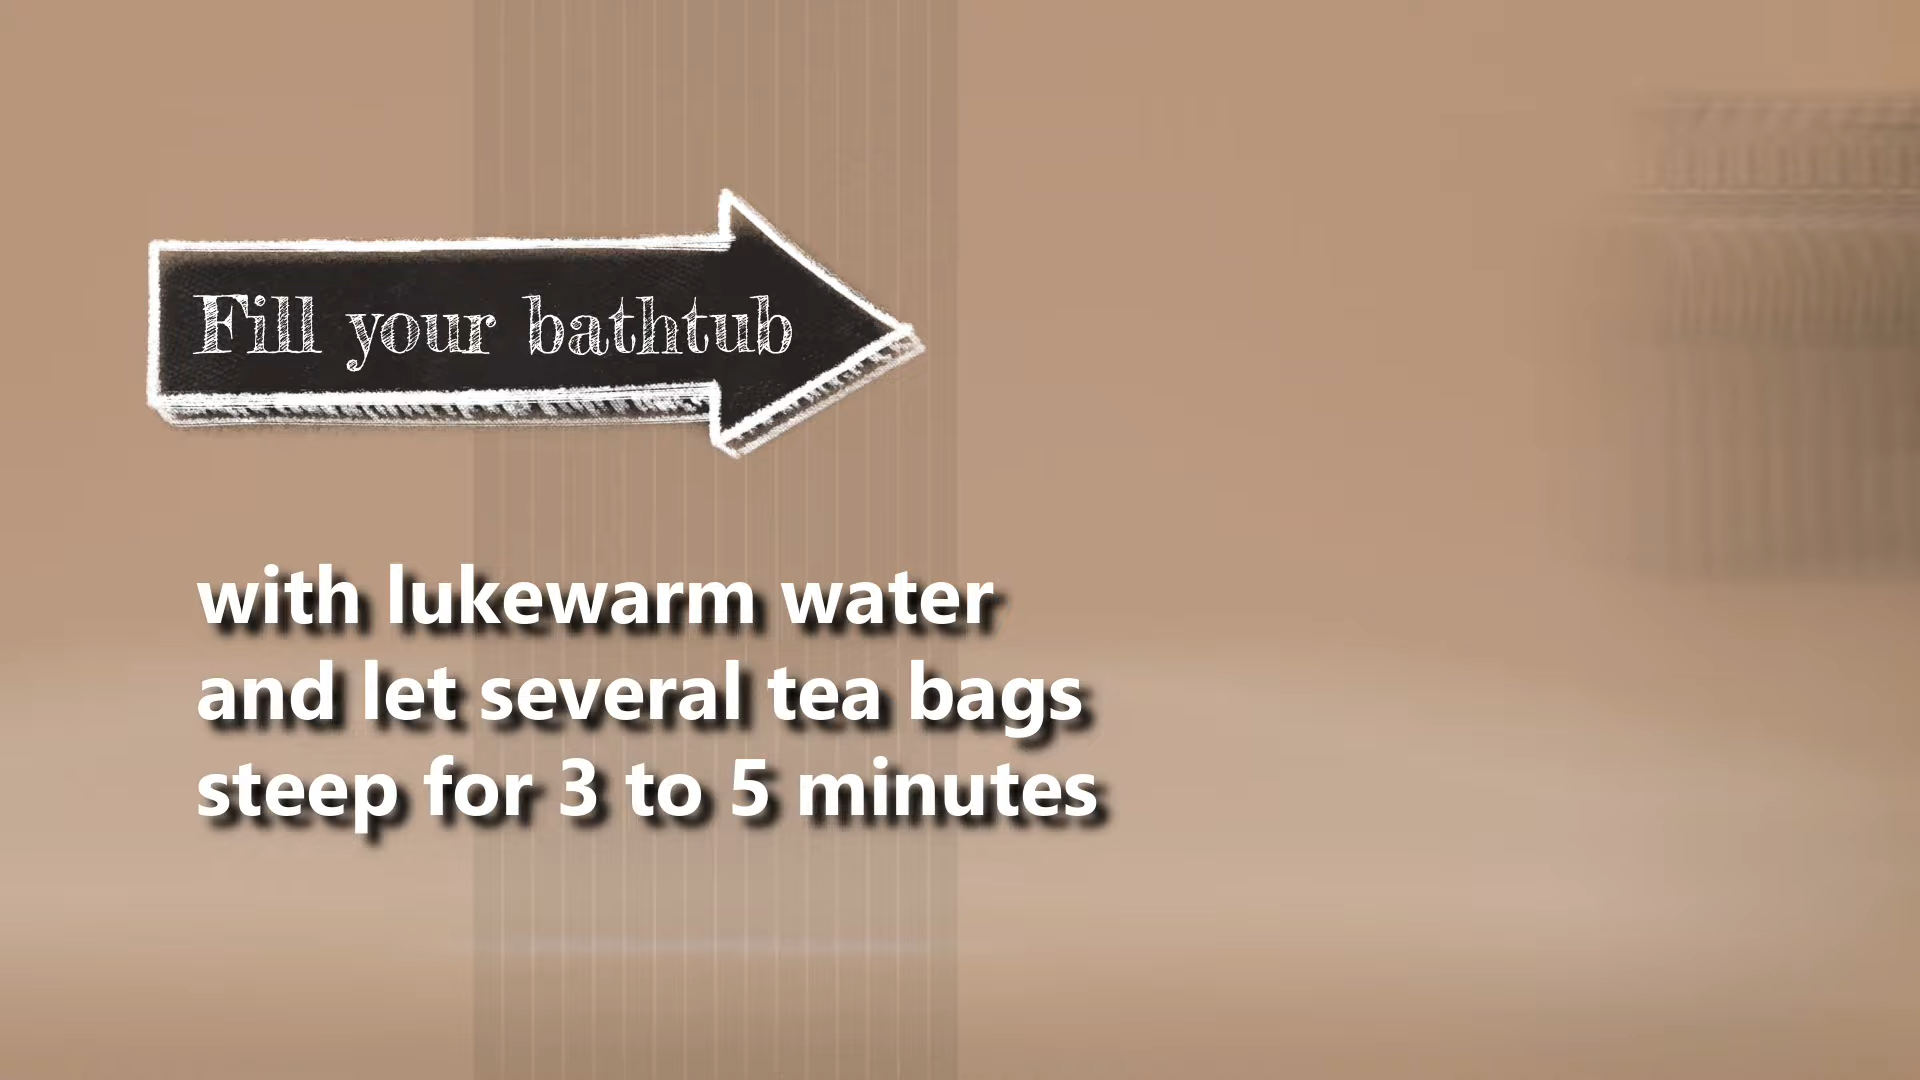 Fill your bathtub
with lukewarm water
and let several tea bags
steep for 3 to 5 minutes